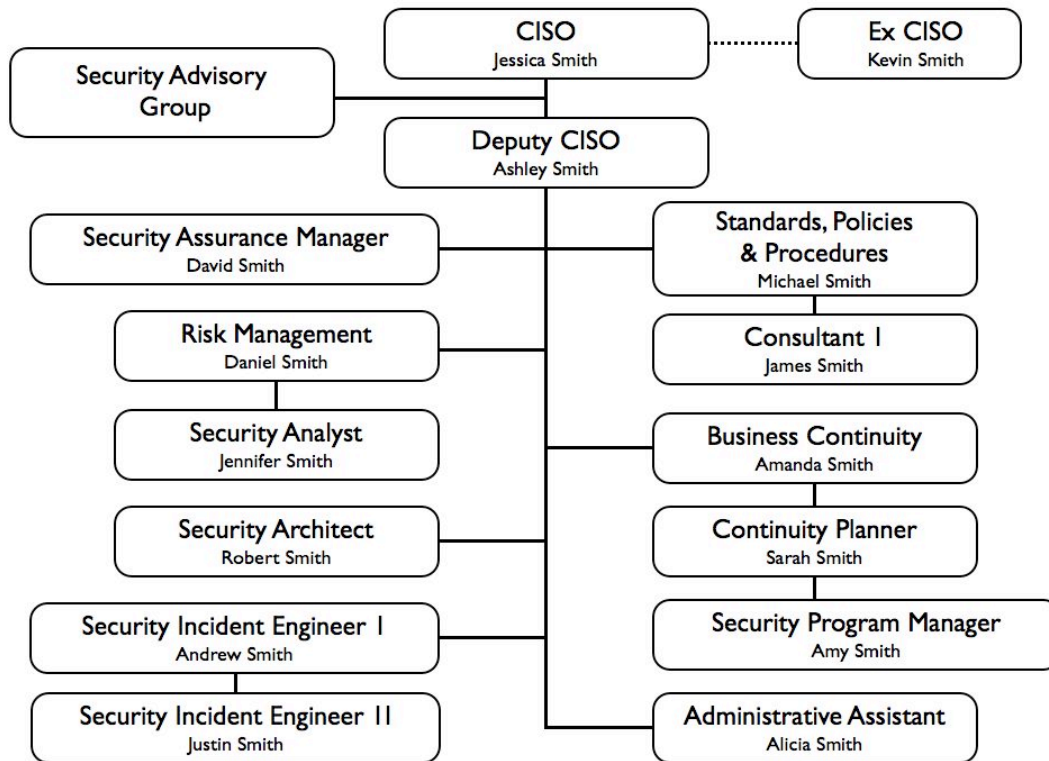 CISO
Jessica Smith
Ex CISO
Kevin Smith
Security Advisory
Group
Deputy CISO
Ashley Smith
Security Assurance Manager
David Smith
Standards, Policies
& Procedures
Michael Smith
Risk Management
Daniel Smith
Consultant 1
James Smith
Security Analyst
Jennifer Smith
Business Continuity
Amanda Smith
Security Architect
Robert Smith
Continuity Planner
Sarah Smith
Security Incident Engineer I
Andrew Smith
Security Program Manager
Amy Smith
Security Incident Engineer II
Justin Smith
Administrative Assistant
Alicia Smith